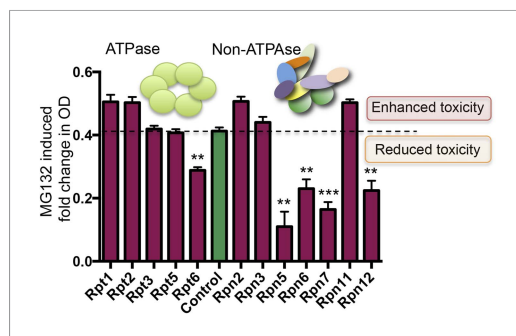 ATPase
Non-ATPAse
MG132 induced
fold change in OD
0.6
0.4
0.2
0.0
Enhanced toxicity
Reduced toxicity
**
**
**
***
**
Rpt1
Rpt2
Rpt3
Rpt5
Rpt6
Control
Rpn2
Rpn3
Rpn5
Rpn6
Rpn7
Rpn11
Rpn12